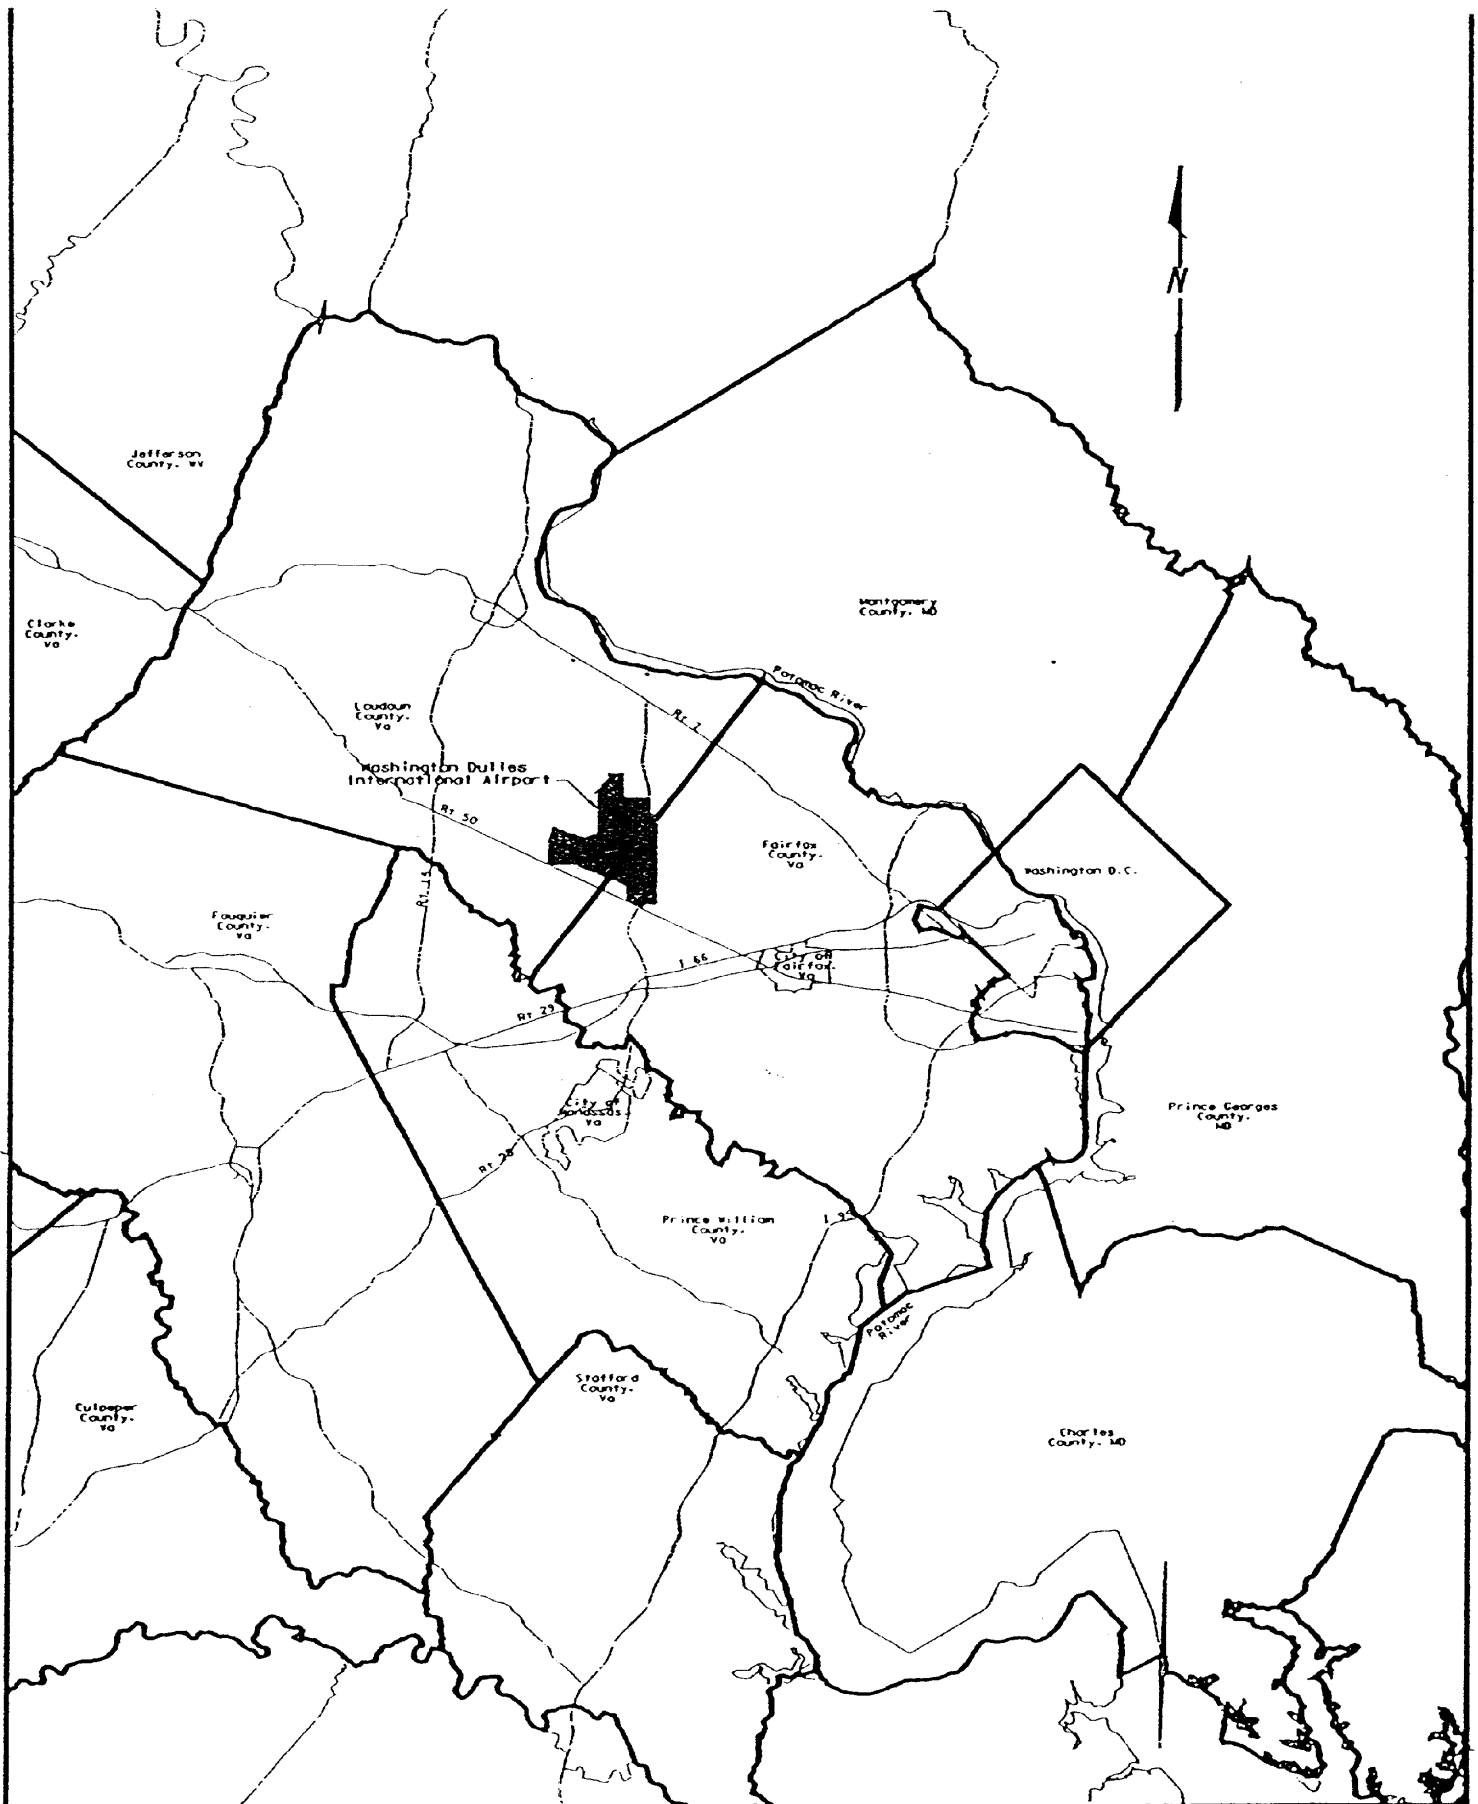 N
Jefferson
County. WV
Montgomery
County. MD
Clarke
County.
Va
Potomac River
Loudoun
County.
Va
Rt 7
Washington Dulles
International Airport
Rt 50
Fairfax
County.
Va
Washington D.C.
Rt 15
Fauquier
County.
Va
I 66
City of
Fairfax.
Va
Rt 29
City of
Manassas.
Va
Prince Georges
County.
MD
Rt 28
Prince William
County.
Va
I 95
Potomac
River
Stafford
County.
Va
Culpeper
County.
Va
Charles
County. MD